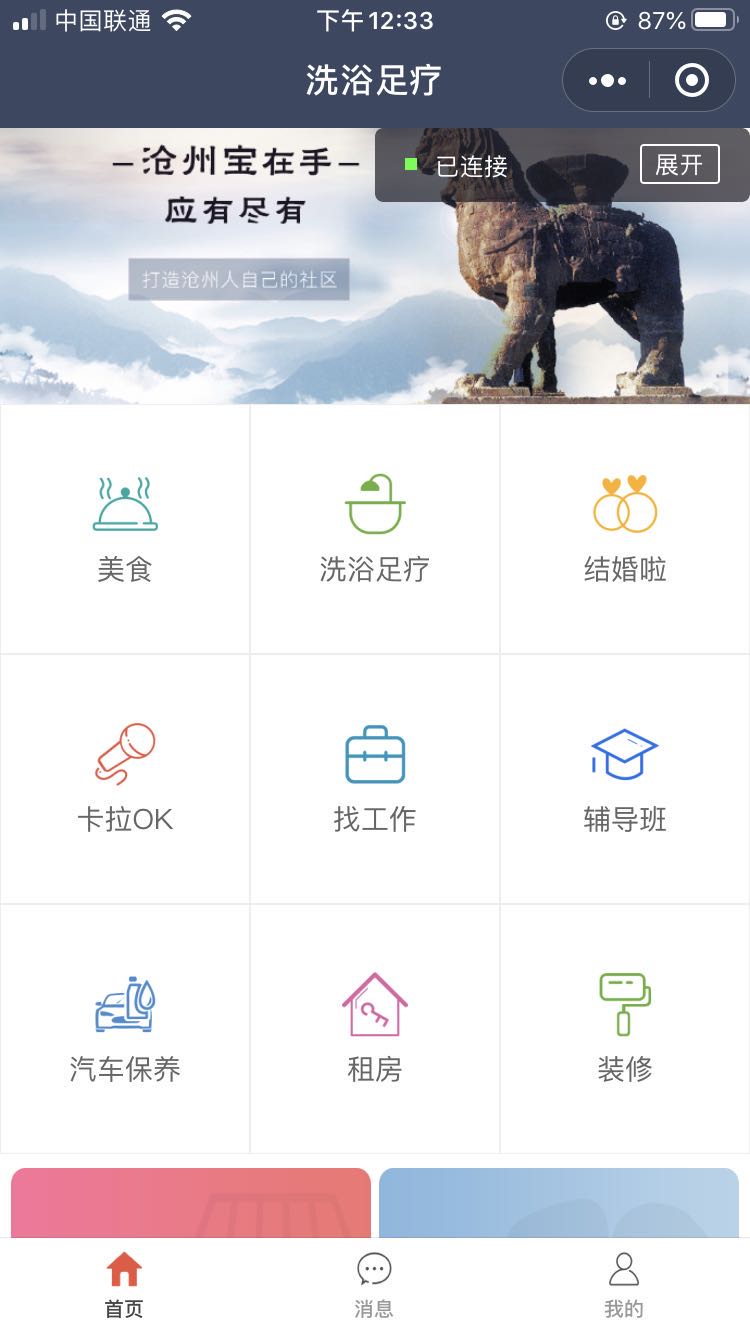 中国联通
下午12:33
87%
洗浴足疗
—沧州宝在手—
应有尽有
打造沧州人自己的社区
已连接
展开
美食
洗浴足疗
结婚啦
卡拉OK
找工作
辅导班
汽车保养
租房
装修
首页
消息
我的